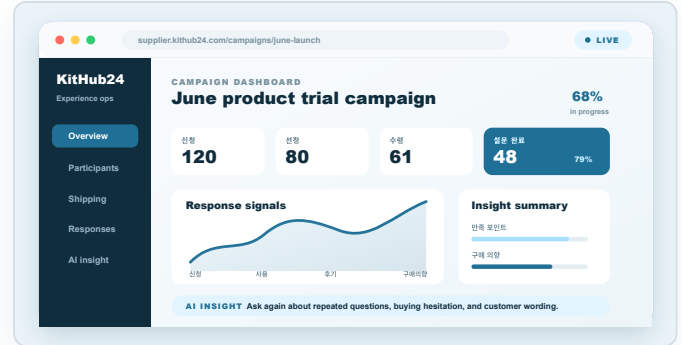 supplier.kithub24.com/campaigns/june-launch
LIVE
KitHub24
Experience ops
Overview
Participants
Shipping
Responses
AI insight
CAMPAIGN DASHBOARD
June product trial campaign
68%
in progress
신청
120
선정
80
수령
61
설문 완료
48
79%
Response signals
신청 사용 후기 구매의향
Insight summary
만족 포인트
구매 의향
AI INSIGHT Ask again about repeated questions, buying hesitation, and customer wording.